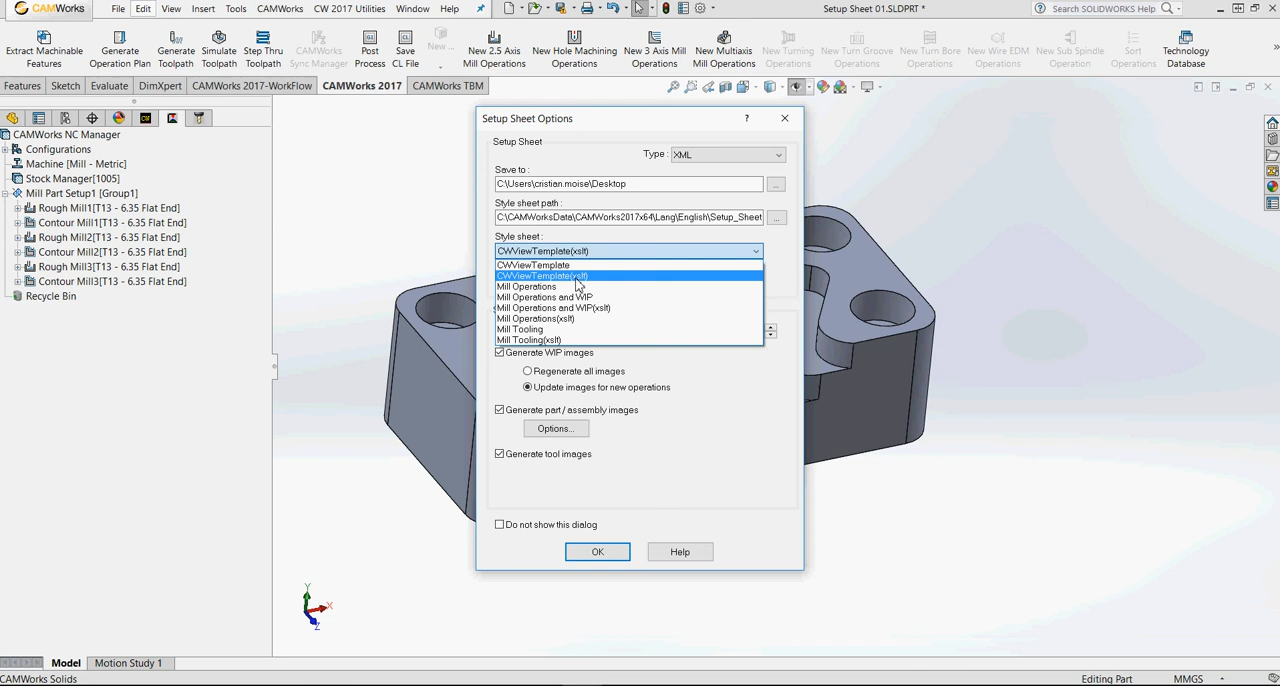 CAMWorks File Edit View Insert Tools CAMWorks CW 2017 Utilities Window Help Setup Sheet 01.SLDPRT * Search SOLIDWORKS Help
Extract Machinable Features
Generate Operation Plan
Generate Toolpath
Simulate Toolpath
Step Thru Toolpath
CAMWorks Sync Manager
Post Process
Save CL File
New ...
New 2.5 Axis Mill Operations
New Hole Machining Operations
New 3 Axis Mill Operations
New Multiaxis Mill Operations
New Turning Operations
New Turn Groove Operations
New Turn Bore Operations
New Wire EDM Operations
New Sub Spindle Operations
Sort Operations
Technology Database
Features Sketch Evaluate DimXpert CAMWorks 2017-WorkFlow CAMWorks 2017 CAMWorks TBM
CAMWorks NC Manager
Configurations
Machine [Mill - Metric]
Stock Manager[1005]
Mill Part Setup1 [Group1]
Rough Mill1[T13 - 6.35 Flat End]
Contour Mill1[T13 - 6.35 Flat End]
Rough Mill2[T13 - 6.35 Flat End]
Contour Mill2[T13 - 6.35 Flat End]
Rough Mill3[T13 - 6.35 Flat End]
Contour Mill3[T13 - 6.35 Flat End]
Recycle Bin
Setup Sheet Options ?
Setup Sheet
Type : XML
Save to :
C:\Users\cristian.moise\Desktop ...
Style sheet path :
C:\CAMWorksData\CAMWorks2017x64\Lang\English\Setup_Sheet ...
Style sheet :
CWViewTemplate(xslt)
CWViewTemplate
CWViewTemplate(xslt)
Mill Operations
Mill Operations and WIP
Mill Operations and WIP(xslt)
Mill Operations(xslt)
Mill Tooling
Mill Tooling(xslt)
Generate WIP images
Regenerate all images
Update images for new operations
Generate part / assembly images
Options...
Generate tool images
Do not show this dialog
OK Help
Y
X
Z
Model Motion Study 1
CAMWorks Solids Editing Part MMGS